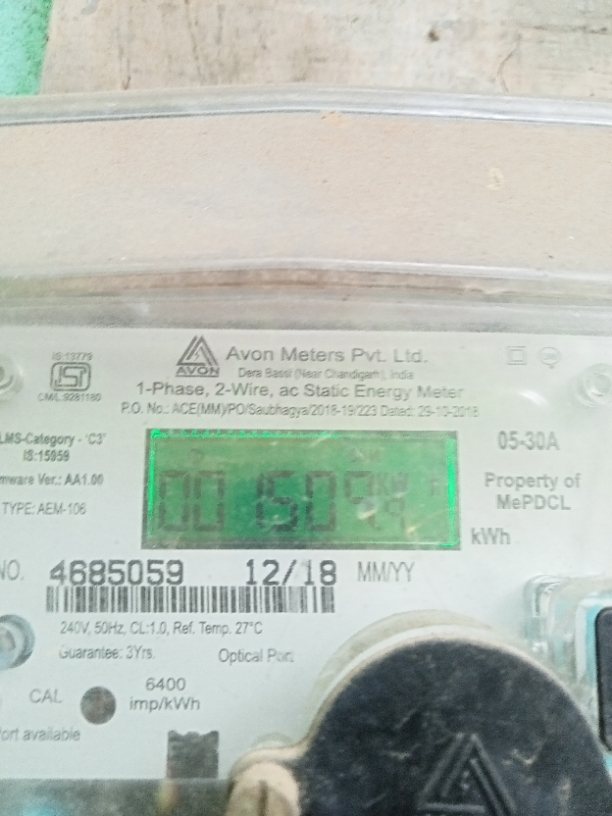 IS:13779
ISI
CM/L:9281180
AVON
Avon Meters Pvt. Ltd.
Dera Bassi (Near Chandigarh), India
1-Phase, 2-Wire, ac Static Energy Meter
P.O. No.: ACE(MM)/PO/Saubhagya/2018-19/223 Dated: 29-10-2018
LMS-Category - 'C3'
IS:15959
mware Ver.: AA1.00
TYPE: AEM-106
001509
05-30A
Property of
MePDCL
kWh
NO. 4685059 12/18 MM/YY
240V, 50Hz, CL:1.0, Ref. Temp. 27°C
Guarantee: 3Yrs. Optical Port
CAL
6400
imp/kWh
ort available